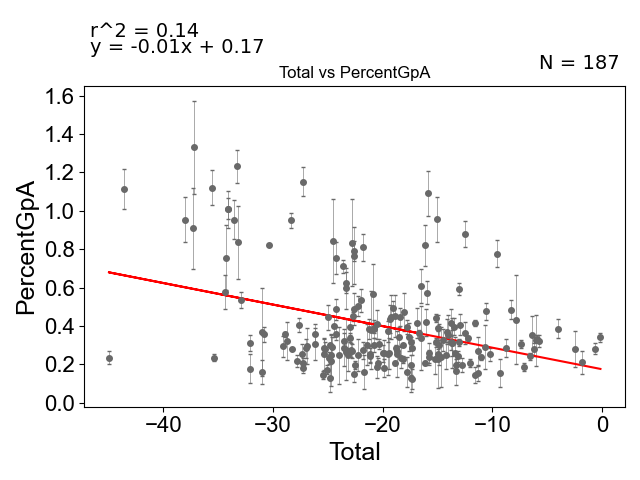 r^2 = 0.14
y = -0.01x + 0.17
N = 187
Total vs PercentGpA
PercentGpA
1.6
1.4
1.2
1.0
0.8
0.6
0.4
0.2
0.0
−40 −30 −20 −10 0
Total